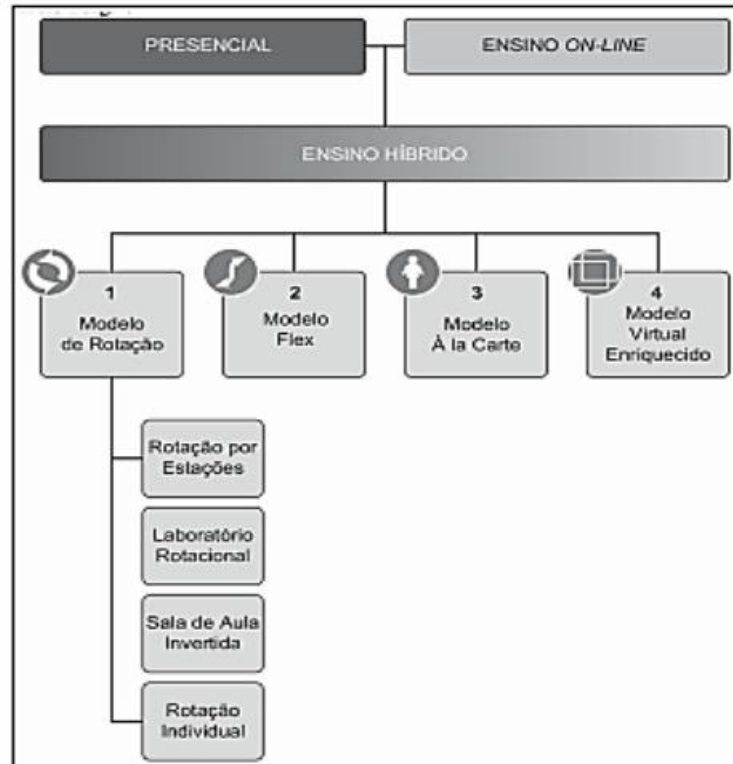 PRESENCIAL
ENSINO ON-LINE
ENSINO HÍBRIDO
1
Modelo
de Rotação
2
Modelo
Flex
3
Modelo
À la Carte
4
Modelo
Virtual
Enriquecido
Rotação por
Estações
Laboratório
Rotacional
Sala de Aula
Invertida
Rotação
Individual